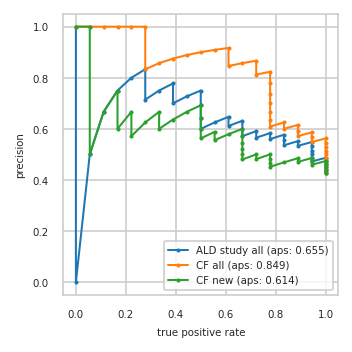 1.0
0.8
0.6
0.4
0.2
0.0
precision
0.0 0.2 0.4 0.6 0.8 1.0
true positive rate
ALD study all (aps: 0.655)
CF all (aps: 0.849)
CF new (aps: 0.614)